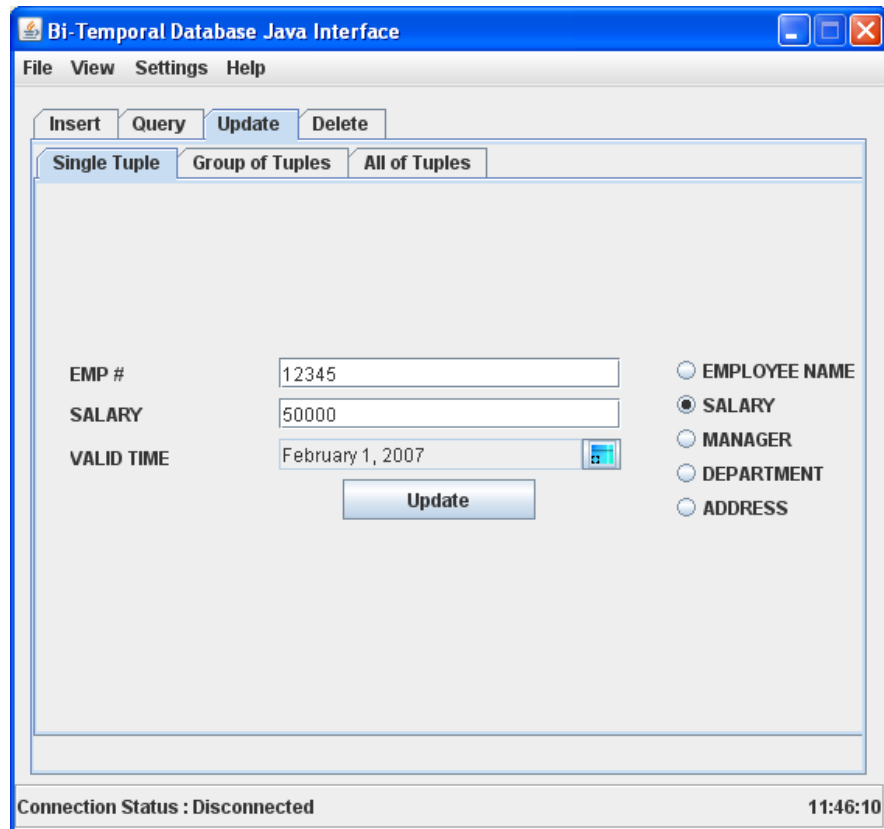 Bi-Temporal Database Java Interface
File View Settings Help
Insert Query Update Delete
Single Tuple Group of Tuples All of Tuples
EMP # 12345
SALARY 50000
VALID TIME February 1, 2007
Update
EMPLOYEE NAME
SALARY
MANAGER
DEPARTMENT
ADDRESS
Connection Status : Disconnected 11:46:10